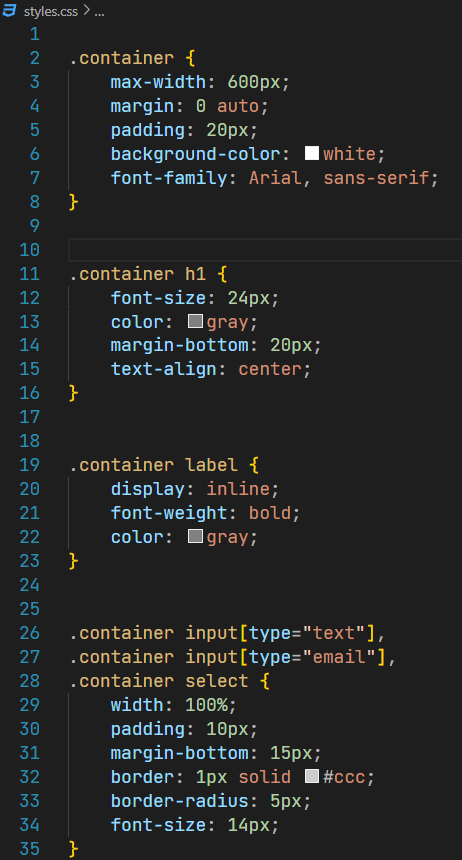 styles.css > ...
1
2 .container {
3     max-width: 600px;
4     margin: 0 auto;
5     padding: 20px;
6     background-color: white;
7     font-family: Arial, sans-serif;
8 }
9
10
11 .container h1 {
12     font-size: 24px;
13     color: gray;
14     margin-bottom: 20px;
15     text-align: center;
16 }
17
18
19 .container label {
20     display: inline;
21     font-weight: bold;
22     color: gray;
23 }
24
25
26 .container input[type="text"],
27 .container input[type="email"],
28 .container select {
29     width: 100%;
30     padding: 10px;
31     margin-bottom: 15px;
32     border: 1px solid #ccc;
33     border-radius: 5px;
34     font-size: 14px;
35 }